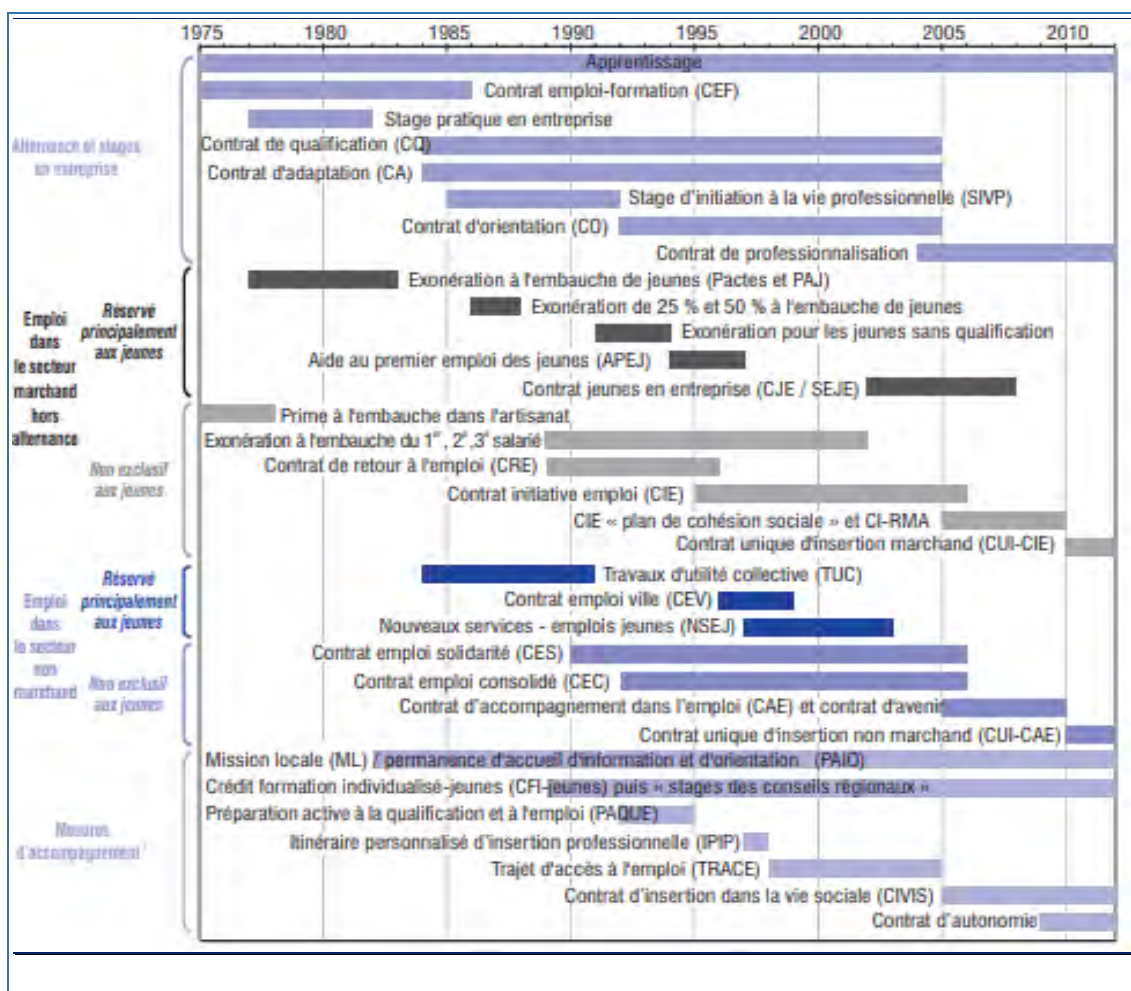 1975 1980 1985 1990 1995 2000 2005 2010
Apprentissage
Contrat emploi-formation (CEF)
Stage pratique en entreprise
Alternance et stages
en entreprise
Contrat de qualification (CQ)
Contrat d'adaptation (CA)
Stage d'initiation à la vie professionnelle (SIVP)
Contrat d'orientation (CO)
Contrat de professionnalisation
Emploi
dans
le secteur
marchand
hors
alternance
Réservé
principalement
aux jeunes
Exonération à l'embauche de jeunes (Pactes et PAJ)
Exonération de 25 % et 50 % à l'embauche de jeunes
Exonération pour les jeunes sans qualification
Aide au premier emploi des jeunes (APEJ)
Contrat jeunes en entreprise (CJE / SEJE)
Non exclusif
aux jeunes
Prime à l'embauche dans l'artisanat
Exonération à l'embauche du 1er, 2e, 3e salarié
Contrat de retour à l'emploi (CRE)
Contrat initiative emploi (CIE)
CIE « plan de cohésion sociale » et CI-RMA
Contrat unique d'insertion marchand (CUI-CIE)
Emploi
dans
le secteur
non
marchand
Réservé
principalement
aux jeunes
Travaux d'utilité collective (TUC)
Contrat emploi ville (CEV)
Nouveaux services - emplois jeunes (NSEJ)
Non exclusif
aux jeunes
Contrat emploi solidarité (CES)
Contrat emploi consolidé (CEC)
Contrat d'accompagnement dans l'emploi (CAE) et contrat d'avenir
Contrat unique d'insertion non marchand (CUI-CAE)
Mesures
d'accompagnement¹
Mission locale (ML) / permanence d'accueil d'information et d'orientation (PAIO)
Crédit formation individualisé-jeunes (CFI-jeunes) puis « stages des conseils régionaux »
Préparation active à la qualification et à l'emploi (PAQUE)
Itinéraire personnalisé d'insertion professionnelle (IPIP)
Trajet d'accès à l'emploi (TRACE)
Contrat d'insertion dans la vie sociale (CIVIS)
Contrat d'autonomie